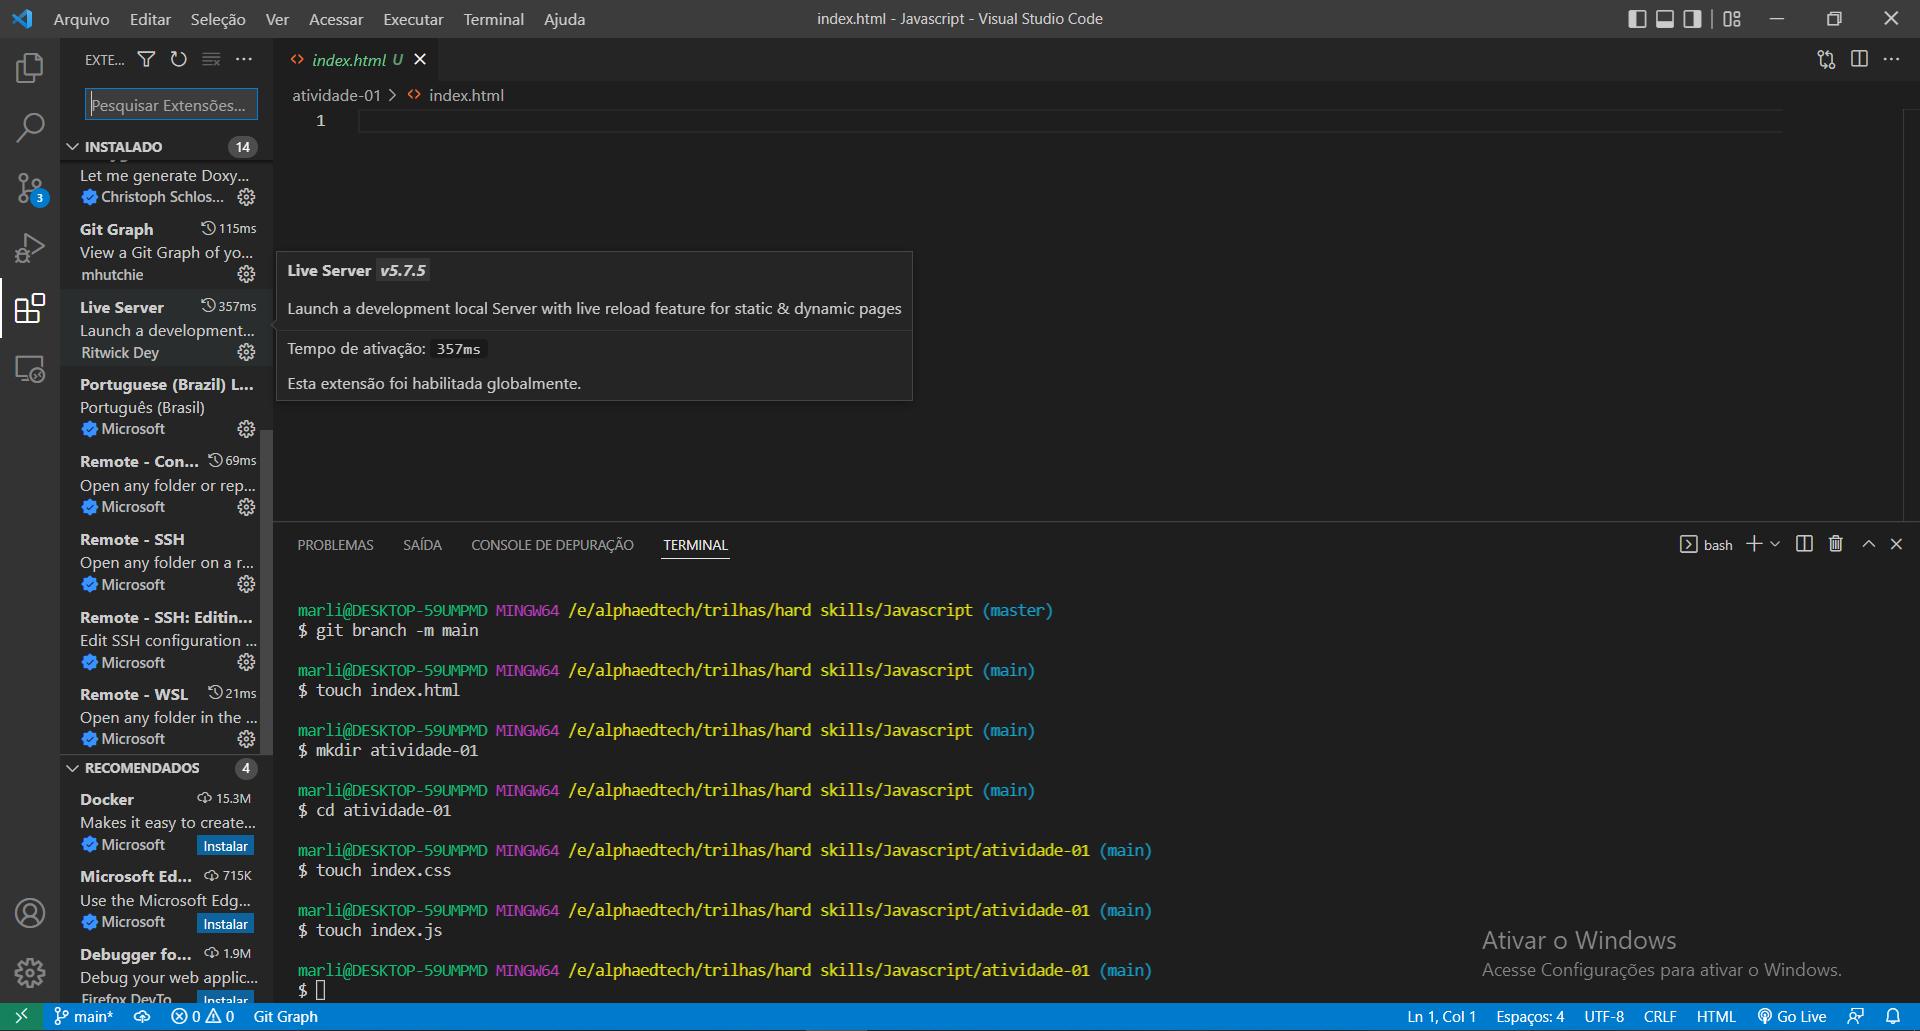 Arquivo Editar Seleção Ver Acessar Executar Terminal Ajuda
index.html - Javascript - Visual Studio Code
EXTE...
Pesquisar Extensões...
INSTALADO 14
Let me generate Doxy...
Christoph Schlos...
Git Graph 115ms
View a Git Graph of yo...
mhutchie
Live Server 357ms
Launch a development...
Ritwick Dey
Portuguese (Brazil) L...
Português (Brasil)
Microsoft
Remote - Con... 69ms
Open any folder or rep...
Microsoft
Remote - SSH
Open any folder on a r...
Microsoft
Remote - SSH: Editin...
Edit SSH configuration ...
Microsoft
Remote - WSL 21ms
Open any folder in the ...
Microsoft
RECOMENDADOS 4
Docker 15.3M
Makes it easy to create...
Microsoft Instalar
Microsoft Ed... 715K
Use the Microsoft Edg...
Microsoft Instalar
Debugger fo... 1.9M
Debug your web applic...
Firefox DevTo... Instalar
3
index.html U
atividade-01 > index.html
1
Live Server v5.7.5
Launch a development local Server with live reload feature for static & dynamic pages
Tempo de ativação: 357ms
Esta extensão foi habilitada globalmente.
PROBLEMAS SAÍDA CONSOLE DE DEPURAÇÃO TERMINAL
bash
marli@DESKTOP-59UMPMD MINGW64 /e/alphaedtech/trilhas/hard skills/Javascript (master)
$ git branch -m main
marli@DESKTOP-59UMPMD MINGW64 /e/alphaedtech/trilhas/hard skills/Javascript (main)
$ touch index.html
marli@DESKTOP-59UMPMD MINGW64 /e/alphaedtech/trilhas/hard skills/Javascript (main)
$ mkdir atividade-01
marli@DESKTOP-59UMPMD MINGW64 /e/alphaedtech/trilhas/hard skills/Javascript (main)
$ cd atividade-01
marli@DESKTOP-59UMPMD MINGW64 /e/alphaedtech/trilhas/hard skills/Javascript/atividade-01 (main)
$ touch index.css
marli@DESKTOP-59UMPMD MINGW64 /e/alphaedtech/trilhas/hard skills/Javascript/atividade-01 (main)
$ touch index.js
marli@DESKTOP-59UMPMD MINGW64 /e/alphaedtech/trilhas/hard skills/Javascript/atividade-01 (main)
$
Ativar o Windows
Acesse Configurações para ativar o Windows.
main* 0 0 Git Graph
Ln 1, Col 1 Espaços: 4 UTF-8 CRLF HTML Go Live